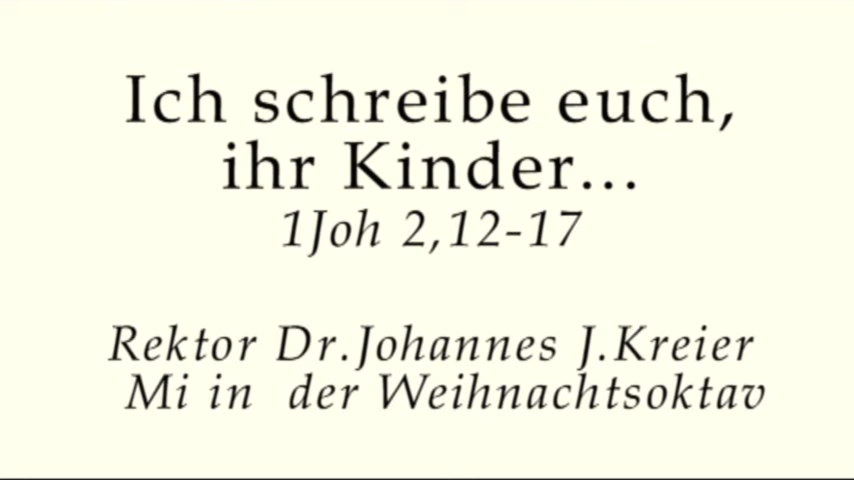 Ich schreibe euch,
ihr Kinder...
1Joh 2,12-17
Rektor Dr.Johannes J.Kreier
Mi in der Weihnachtsoktav